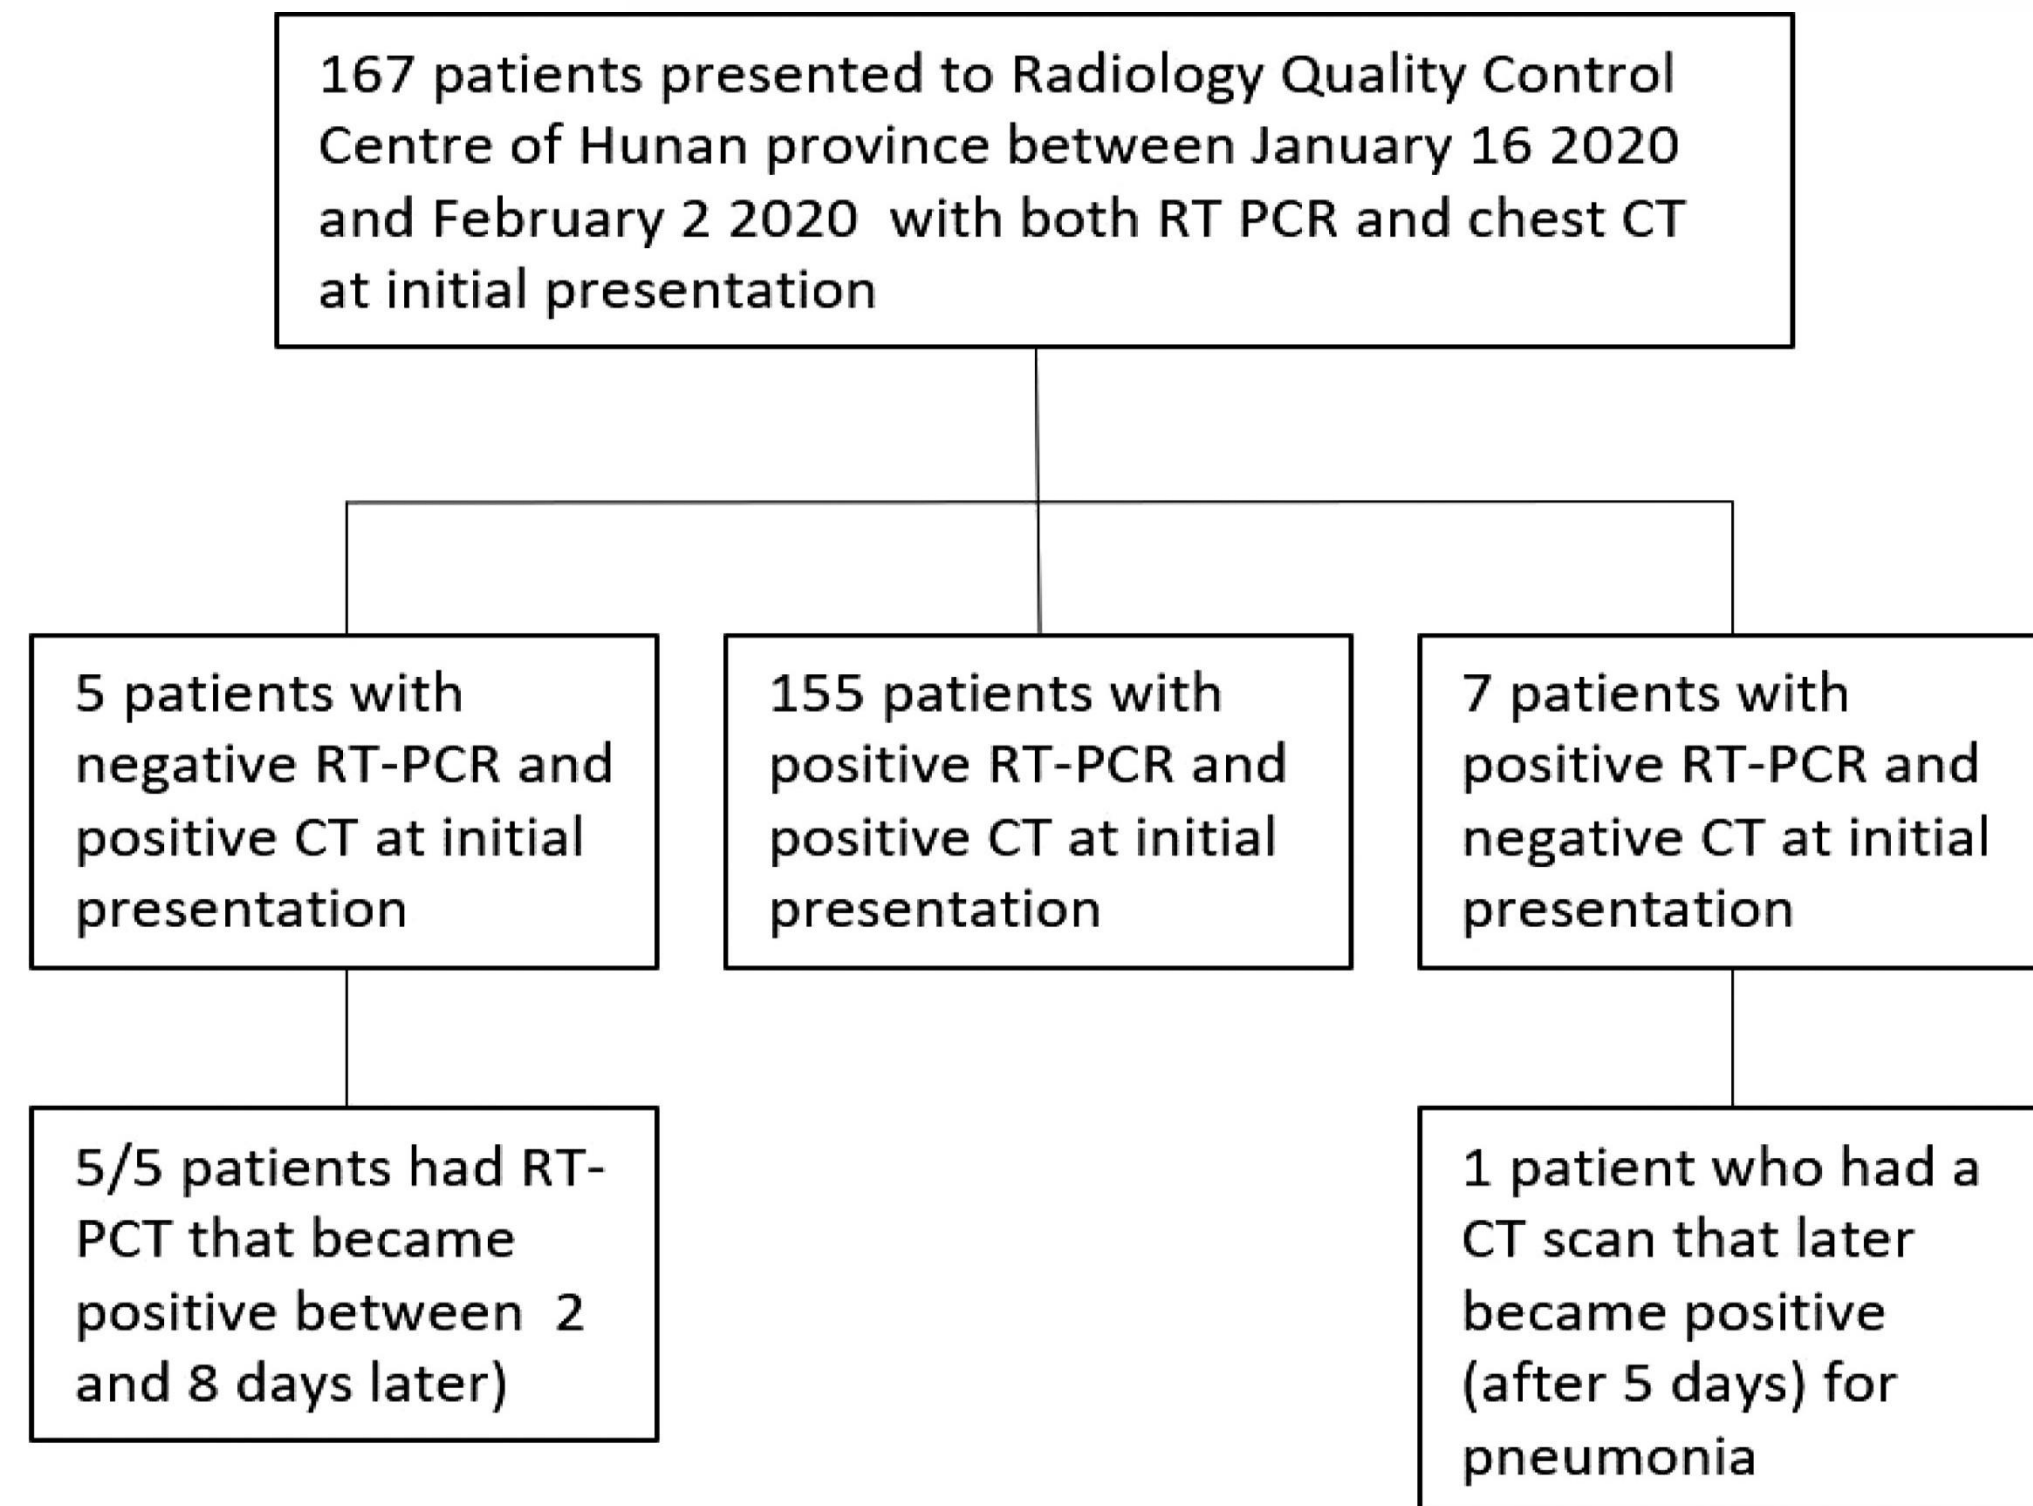 167 patients presented to Radiology Quality Control
Centre of Hunan province between January 16 2020
and February 2 2020  with both RT PCR and chest CT
at initial presentation
5 patients with
negative RT-PCR and
positive CT at initial
presentation
155 patients with
positive RT-PCR and
positive CT at initial
presentation
7 patients with
positive RT-PCR and
negative CT at initial
presentation
5/5 patients had RT-
PCT that became
positive between  2
and 8 days later)
1 patient who had a
CT scan that later
became positive
(after 5 days) for
pneumonia